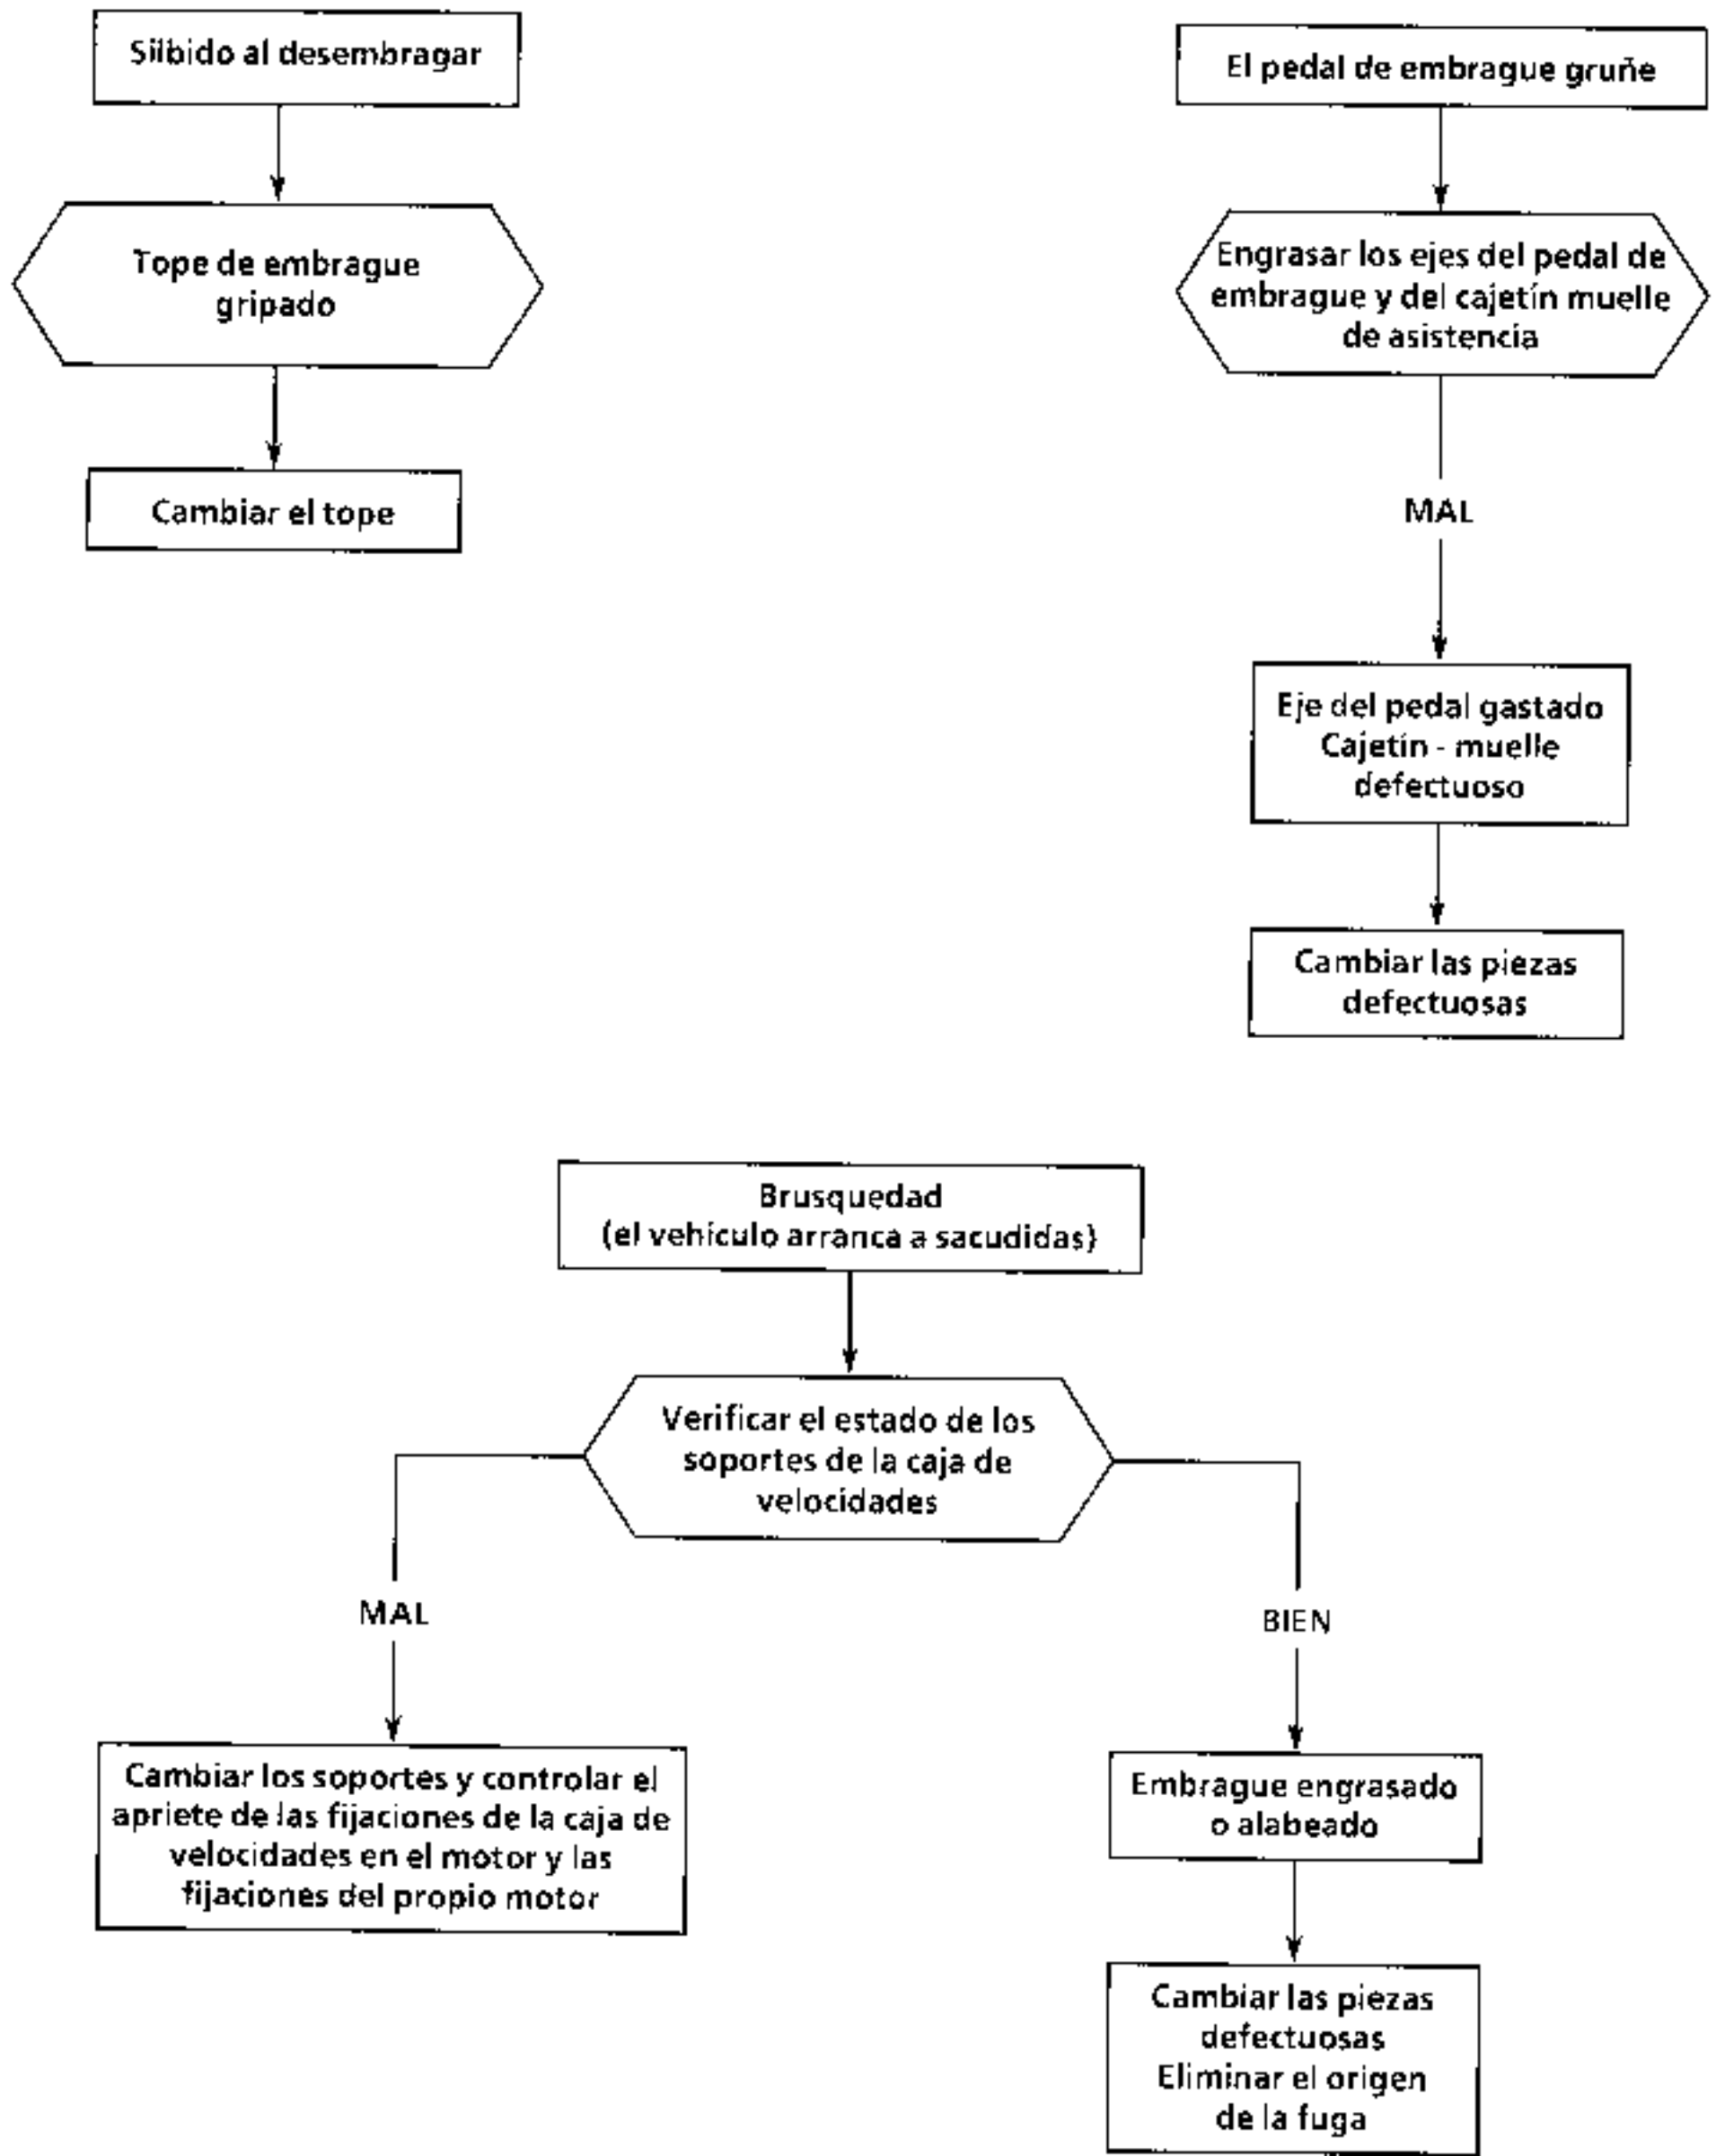 Silbido al desembragar
Tope de embrague
gripado
Cambiar el tope
El pedal de embrague gruñe
Engrasar los ejes del pedal de
embrague y del cajetín muelle
de asistencia
MAL
Eje del pedal gastado
Cajetín - muelle
defectuoso
Cambiar las piezas
defectuosas
Brusquedad
(el vehículo arranca a sacudidas)
Verificar el estado de los
soportes de la caja de
velocidades
MAL
Cambiar los soportes y controlar el
apriete de las fijaciones de la caja de
velocidades en el motor y las
fijaciones del propio motor
BIEN
Embrague engrasado
o alabeado
Cambiar las piezas
defectuosas
Eliminar el origen
de la fuga